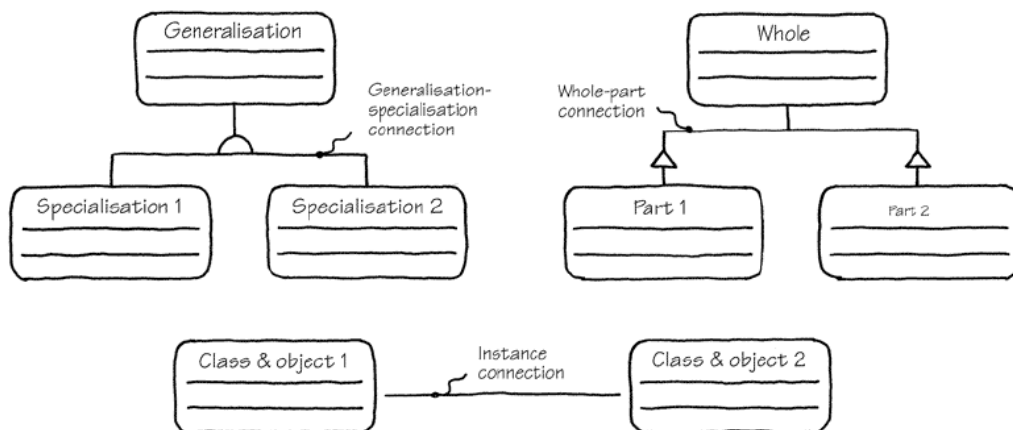 Generalisation
Whole
Generalisation-
specialisation
connection
Whole-part
connection
Specialisation 1
Specialisation 2
Part 1
Part 2
Class & object 1
Instance
connection
Class & object 2